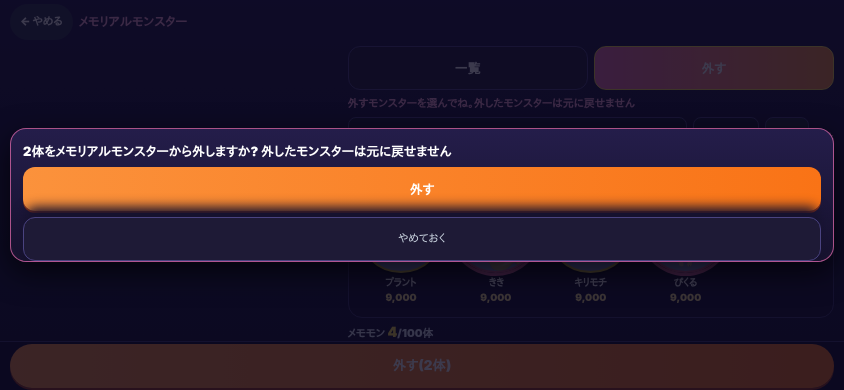 ← やめる メモリアルモンスター
一覧 外す
外すモンスターを選んでね。外したモンスターは元に戻せません
2体をメモリアルモンスターから外しますか? 外したモンスターは元に戻せません
外す
やめておく
プラント きき キリモチ ぴくる
9,000 9,000 9,000 9,000
メモモン 4/100体
外す(2体)